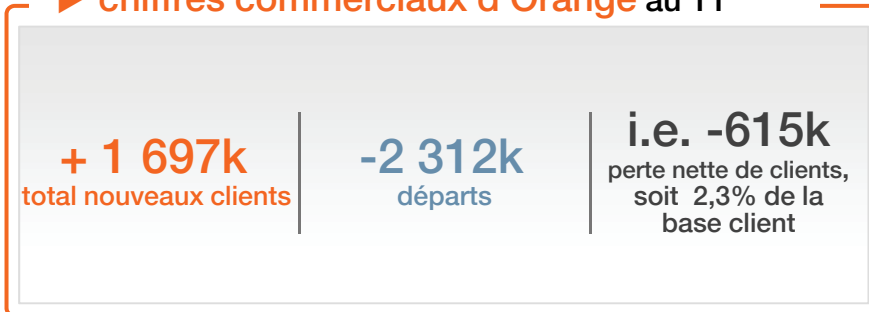 ▶ chiffres commerciaux d'Orange au T1
+ 1 697k
total nouveaux clients
-2 312k
départs
i.e. -615k
perte nette de clients,
soit 2,3% de la
base client